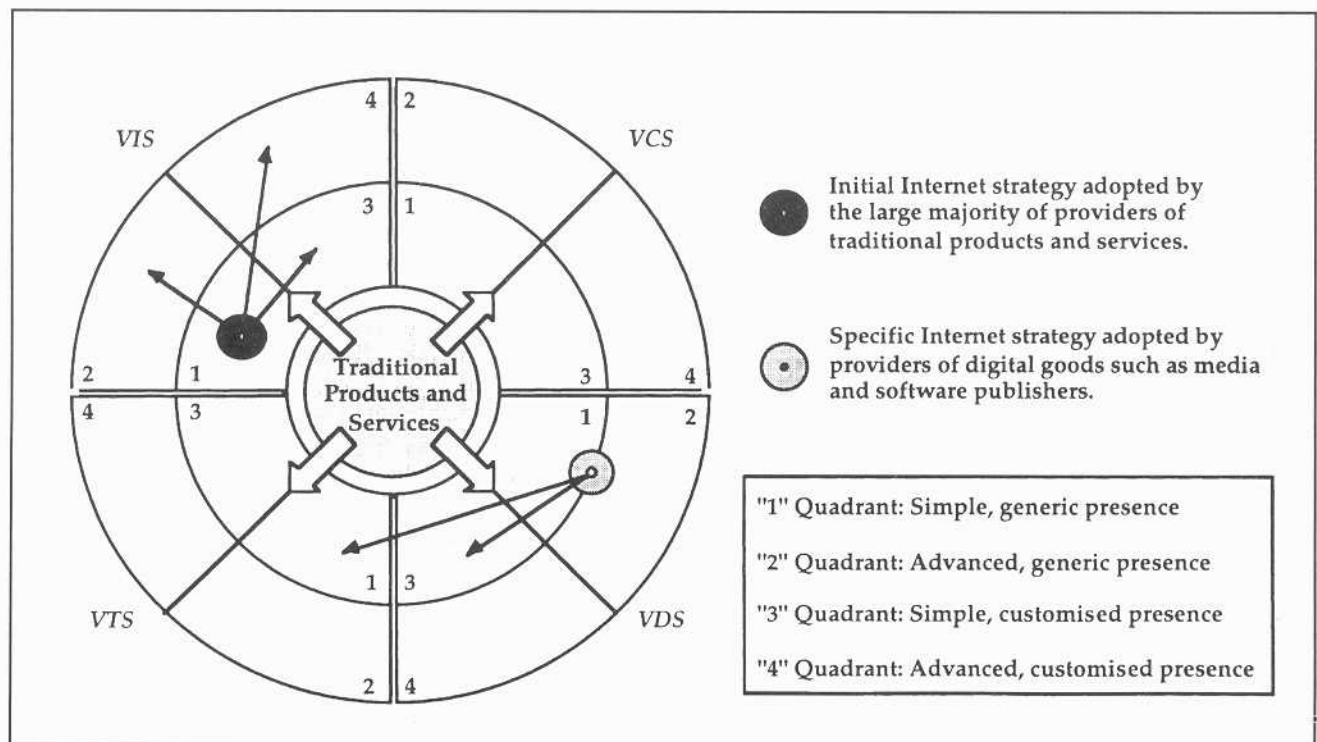 4 2
VIS VCS
3 1
Initial Internet strategy adopted by
the large majority of providers of
traditional products and services.
2 1 3 4
4 3 1 2
Traditional
Products and
Services
Specific Internet strategy adopted by
providers of digital goods such as media
and software publishers.
1 3
VTS VDS
2 4
"1" Quadrant: Simple, generic presence
"2" Quadrant: Advanced, generic presence
"3" Quadrant: Simple, customised presence
"4" Quadrant: Advanced, customised presence